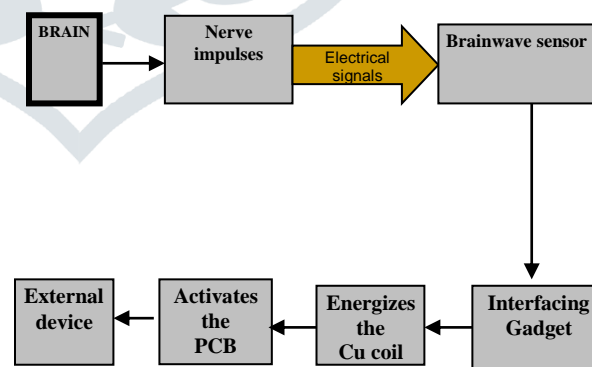 BRAIN
Nerve
impulses
Electrical
signals
Brainwave sensor
Interfacing
Gadget
Energizes
the
Cu coil
Activates
the
PCB
External
device